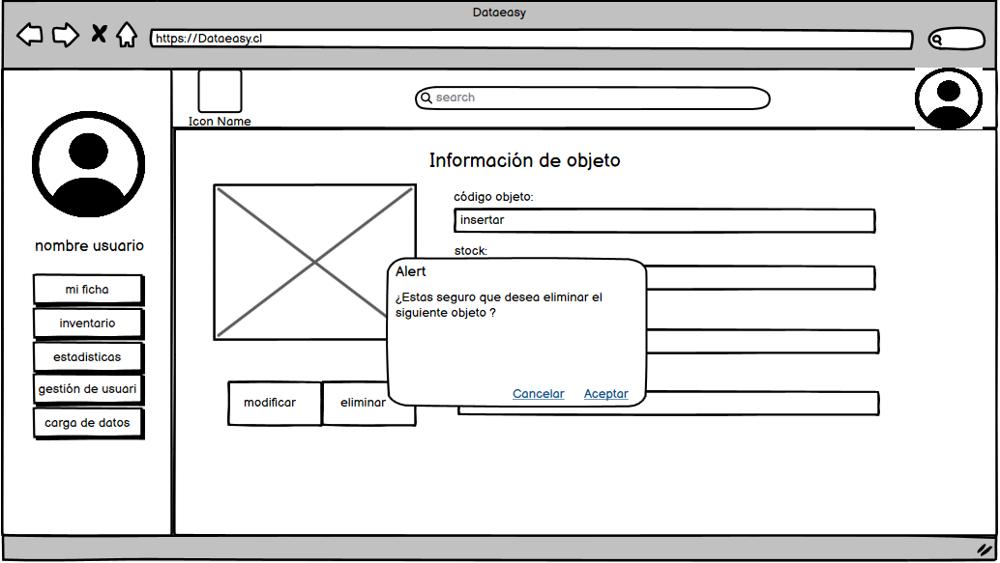 Dataeasy
https://Dataeasy.cl
search
Icon Name
nombre usuario
mi ficha
inventario
estadisticas
gestión de usuari
carga de datos
Información de objeto
código objeto:
insertar
stock:
Alert
¿Estas seguro que desea eliminar el
siguiente objeto ?
Cancelar Aceptar
modificar eliminar